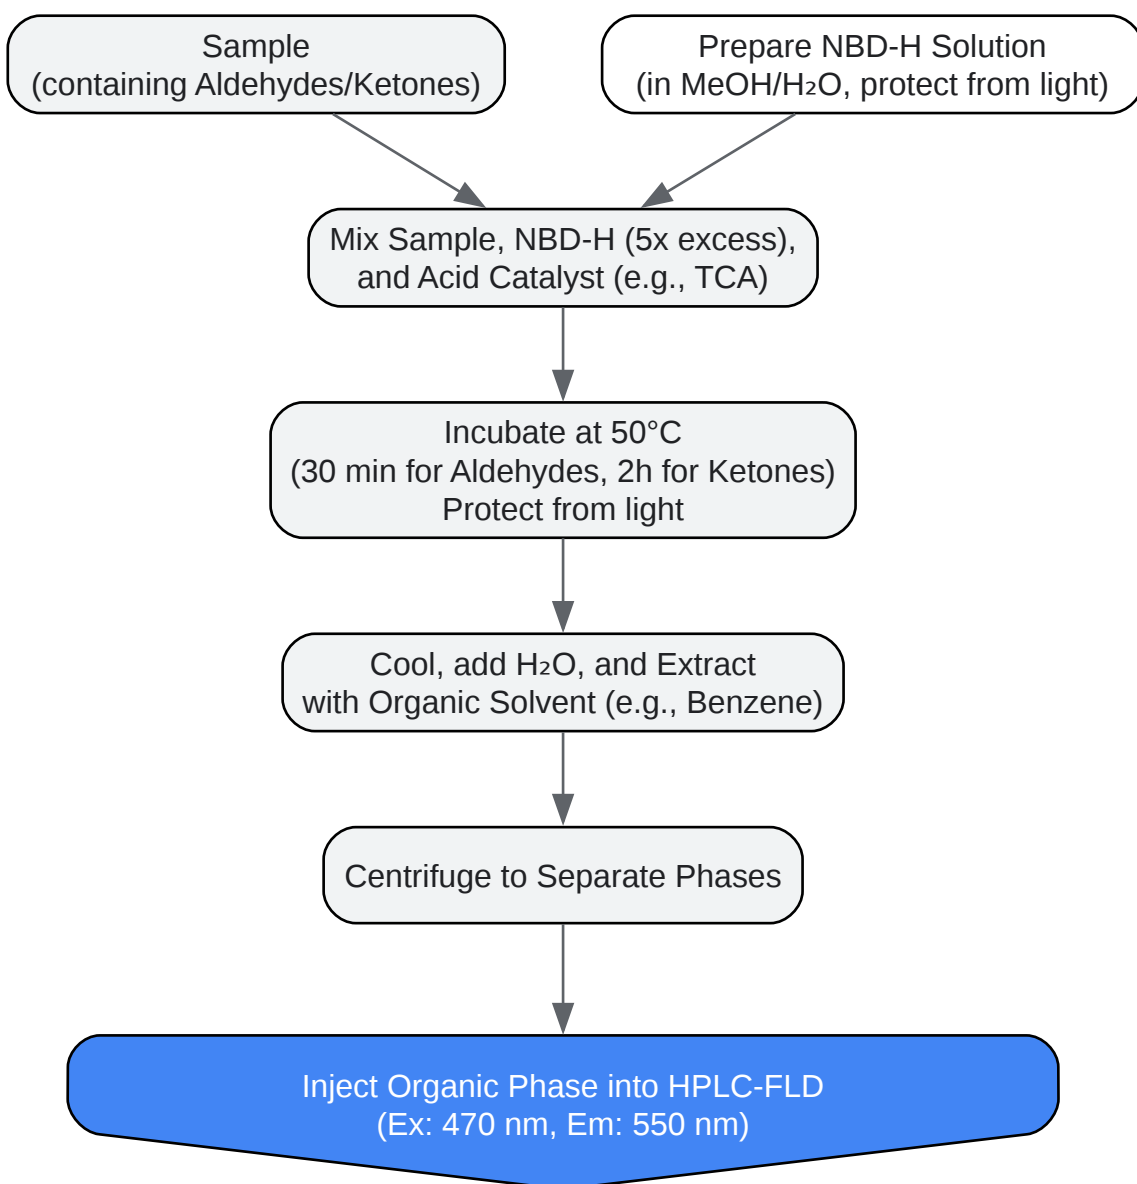 Sample
(containing Aldehydes/Ketones)
Prepare NBD-H Solution
(in MeOH/H₂O, protect from light)
Mix Sample, NBD-H (5x excess),
and Acid Catalyst (e.g., TCA)
Incubate at 50°C
(30 min for Aldehydes, 2h for Ketones)
Protect from light
Cool, add H₂O, and Extract
with Organic Solvent (e.g., Benzene)
Centrifuge to Separate Phases
Inject Organic Phase into HPLC-FLD
(Ex: 470 nm, Em: 550 nm)